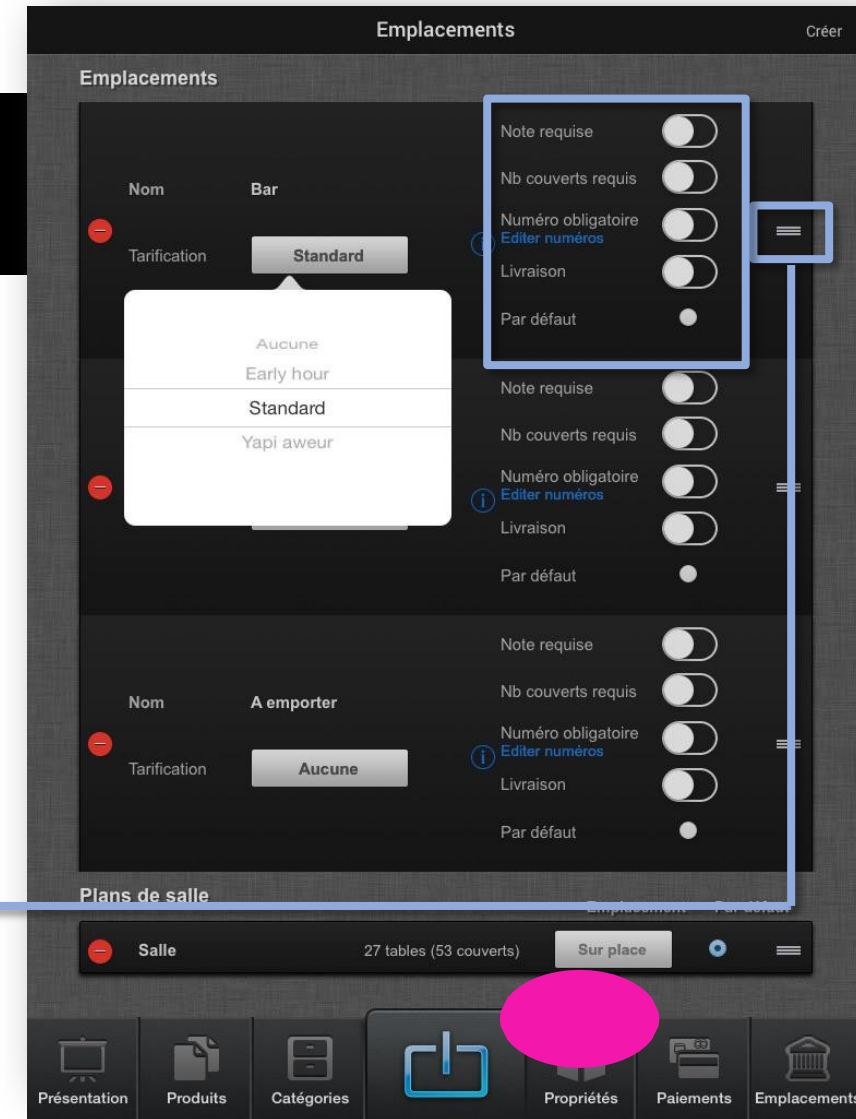 Emplacements
Créer
Emplacements
Note requise
Nb couverts requis
Nom Bar
Numéro obligatoire
Editer numéros
Tarification Standard
Livraison
Par défaut
Aucune
Early hour
Standard
Yapi aweur
Note requise
Nb couverts requis
Numéro obligatoire
Editer numéros
Livraison
Par défaut
Note requise
Nb couverts requis
Nom A emporter
Numéro obligatoire
Editer numéros
Tarification Aucune
Livraison
Par défaut
Plans de salle
Emplacement Par défaut
Salle 27 tables (53 couverts) Sur place
Présentation Produits Catégories Propriétés Paiements Emplacements